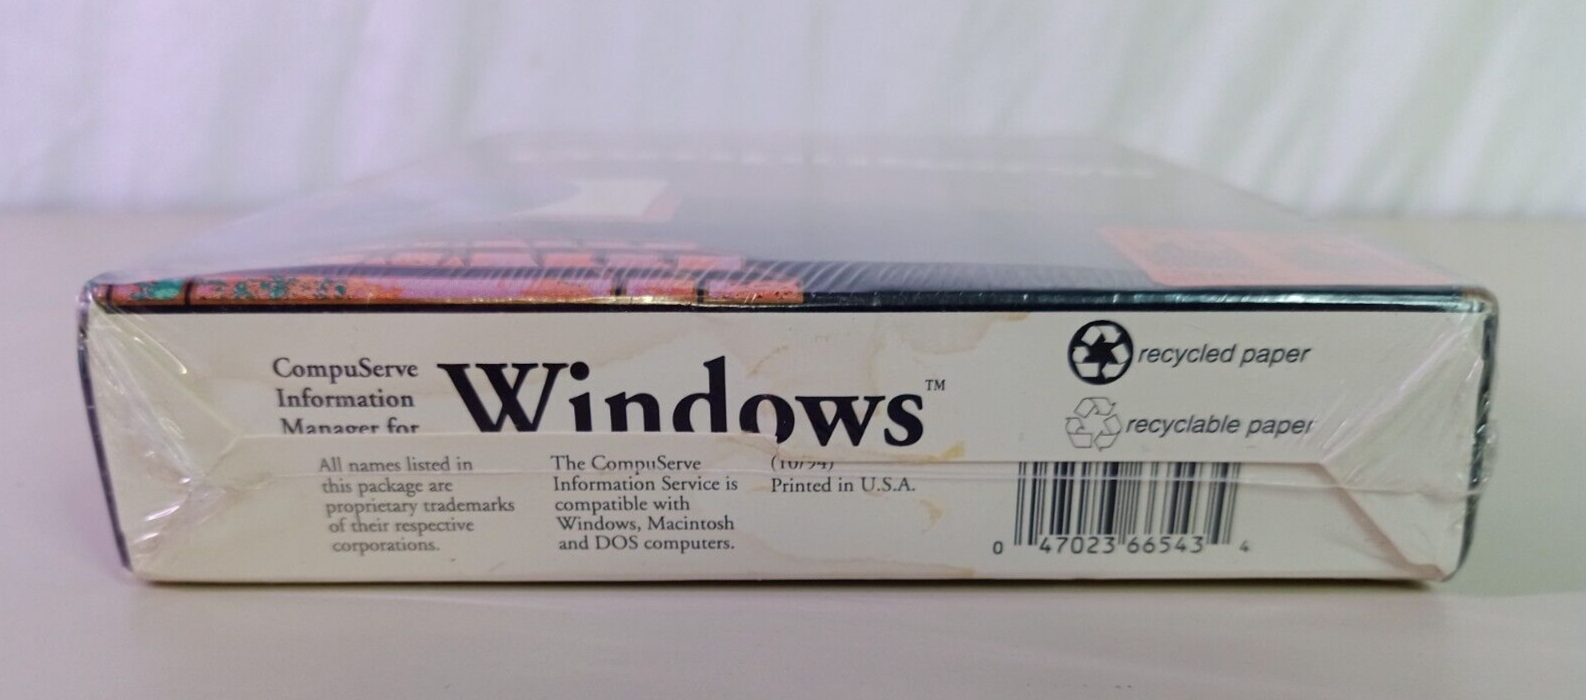 CompuServe
Information
Manager for
Windows™
recycled paper
recyclable paper
All names listed in
this package are
proprietary trademarks
of their respective
corporations.
The CompuServe
Information Service is
compatible with
Windows, Macintosh
and DOS computers.
(10/94)
Printed in U.S.A.
0 47023 66543 4